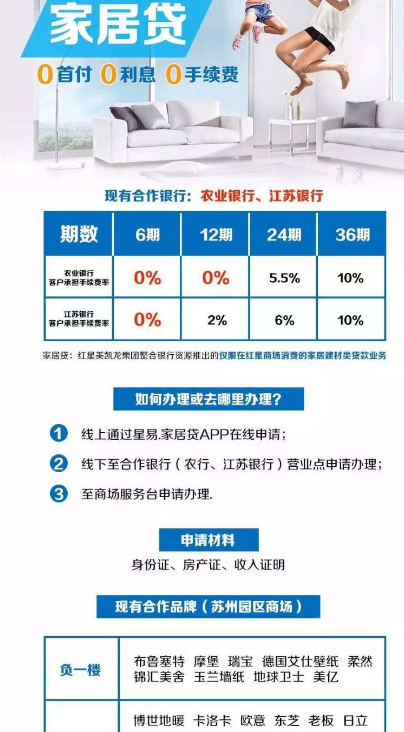 家居贷
0首付 0利息 0手续费
现有合作银行：农业银行、江苏银行
期数 6期 12期 24期 36期
农业银行
客户承担手续费率 0% 0% 5.5% 10%
江苏银行
客户承担手续费率 0% 2% 6% 10%
家居贷：红星美凯龙集团整合银行资源推出的仅限在红星商场消费的家居建材类贷款业务
如何办理或去哪里办理？
1 线上通过星易.家居贷APP在线申请；
2 线下至合作银行（农行、江苏银行）营业点申请办理；
3 至商场服务台申请办理.
申请材料
身份证、房产证、收入证明
现有合作品牌（苏州园区商场）
负一楼
布鲁塞特 摩堡 瑞宝 德国艾仕壁纸 柔然
锦汇美舍 玉兰墙纸 地球卫士 美亿
博世地暖 卡洛卡 欧意 东芝 老板 日立